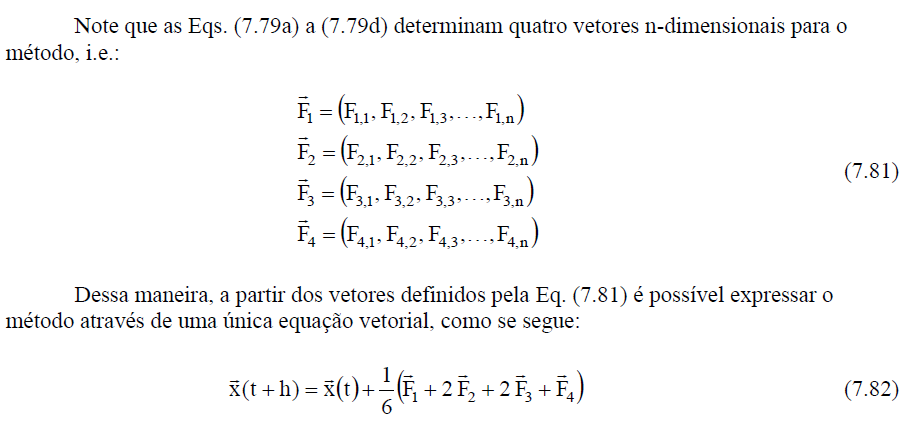 Note que as Eqs. (7.79a) a (7.79d) determinam quatro vetores n-dimensionais para o
método, i.e.:
F⃗₁ = (F₁,₁, F₁,₂, F₁,₃,…,F₁,ₙ)
F⃗₂ = (F₂,₁, F₂,₂, F₂,₃,…,F₂,ₙ)
(7.81)
F⃗₃ = (F₃,₁, F₃,₂, F₃,₃,…,F₃,ₙ)
F⃗₄ = (F₄,₁, F₄,₂, F₄,₃,…,F₄,ₙ)
Dessa maneira, a partir dos vetores definidos pela Eq. (7.81) é possível expressar o
método através de uma única equação vetorial, como se segue:
x⃗(t + h) = x⃗(t) + 1/6 (F⃗₁ + 2 F⃗₂ + 2 F⃗₃ + F⃗₄) (7.82)